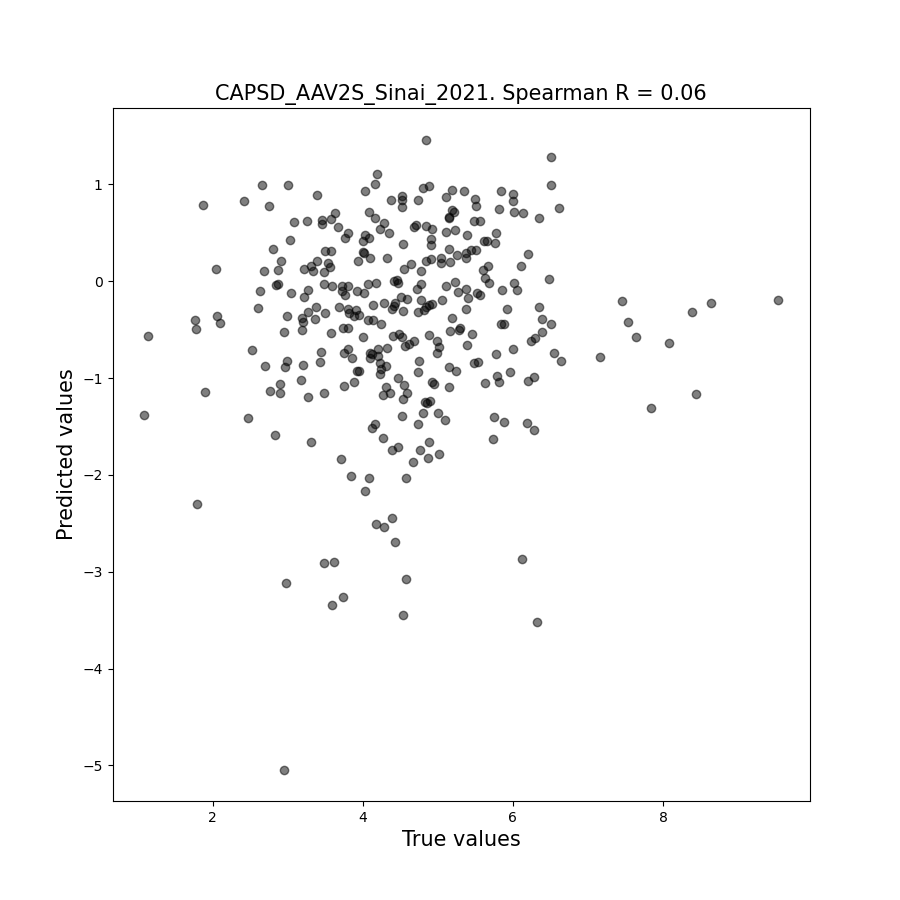 CAPSD_AAV2S_Sinai_2021. Spearman R = 0.06
1
0
−1
−2
−3
−4
−5
Predicted values
2 4 6 8
True values